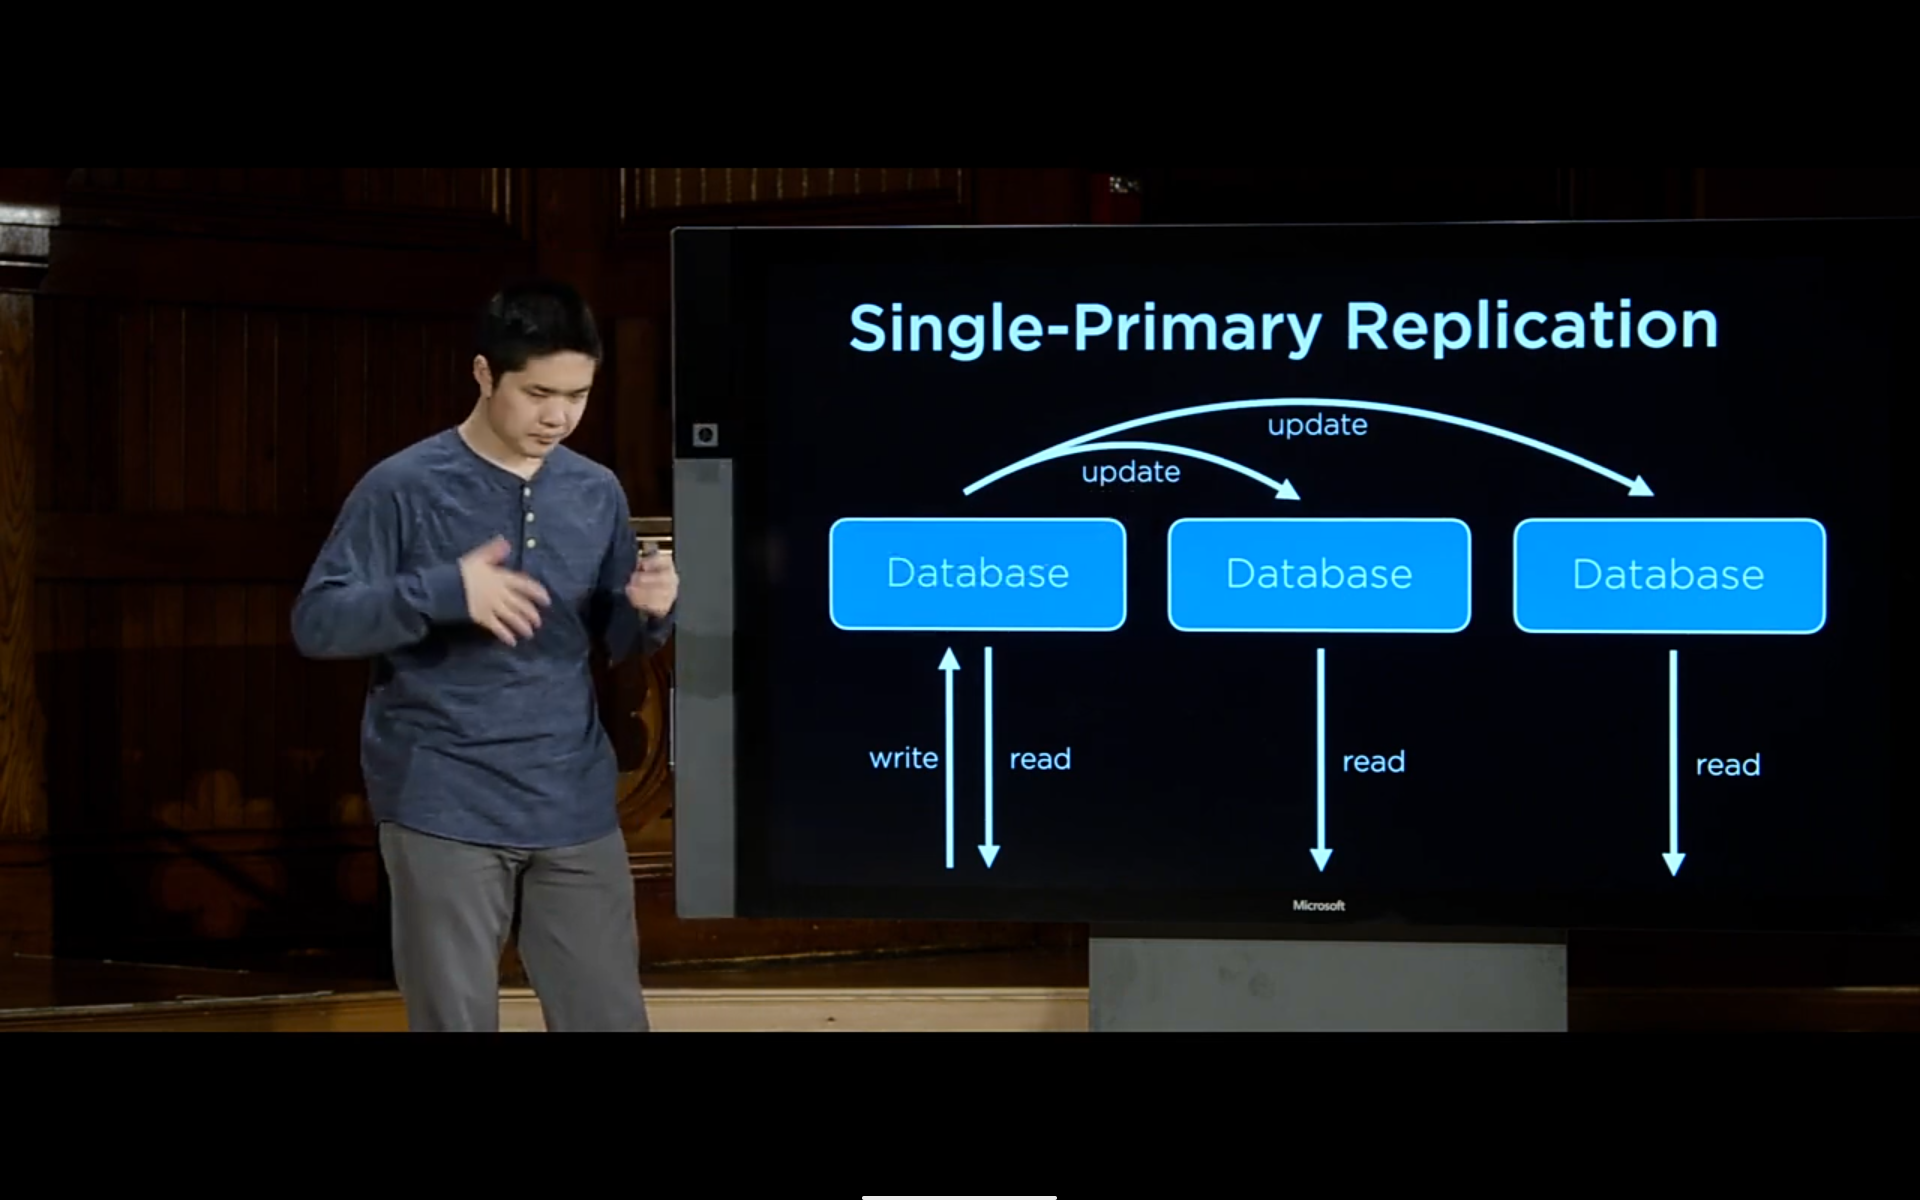 Single-Primary Replication
update
update
Database Database Database
write read read read
Microsoft